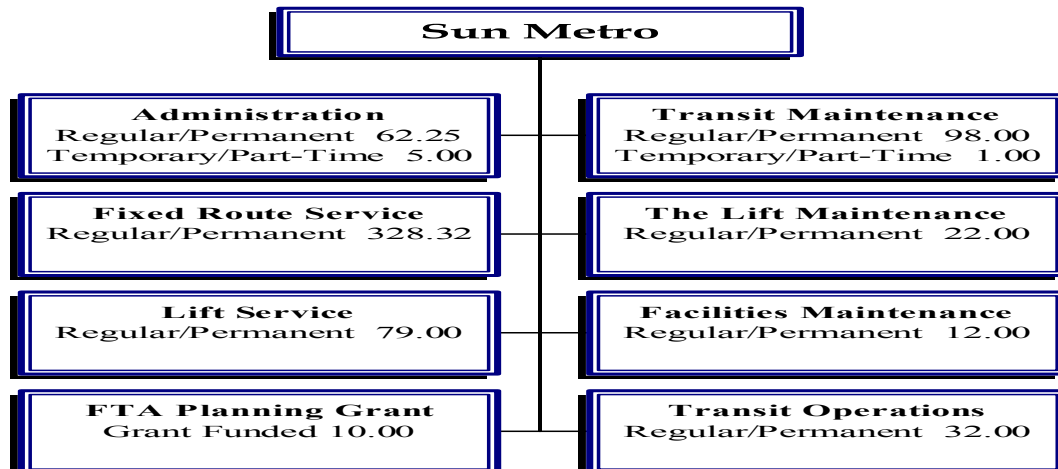 Sun Metro
Administration
Regular/Permanent 62.25
Temporary/Part-Time 5.00
Transit Maintenance
Regular/Permanent 98.00
Temporary/Part-Time 1.00
Fixed Route Service
Regular/Permanent 328.32
The Lift Maintenance
Regular/Permanent 22.00
Lift Service
Regular/Permanent 79.00
Facilities Maintenance
Regular/Permanent 12.00
FTA Planning Grant
Grant Funded 10.00
Transit Operations
Regular/Permanent 32.00